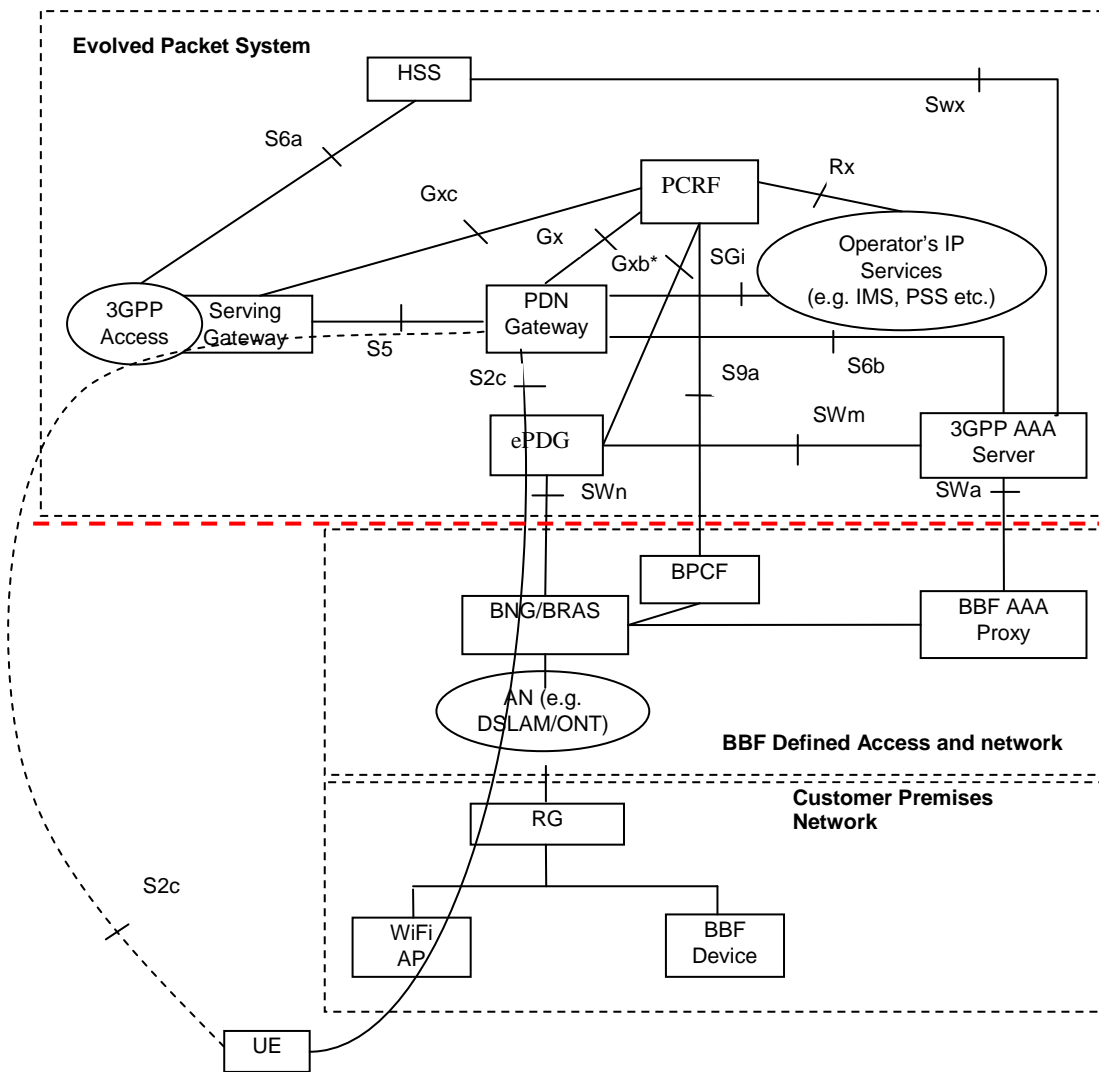 Evolved Packet System
HSS
Swx
S6a
Rx
PCRF
Gxc
Gx
Gxb*
SGi
Operator's IP
Services
(e.g. IMS, PSS etc.)
3GPP
Access
Serving
Gateway
PDN
Gateway
S5
S6b
S2c
S9a
ePDG
SWm
3GPP AAA
Server
SWn
SWa
BPCF
BNG/BRAS
BBF AAA
Proxy
AN (e.g.
DSLAM/ONT)
BBF Defined Access and network
Customer Premises
Network
RG
S2c
WiFi
AP
BBF
Device
UE